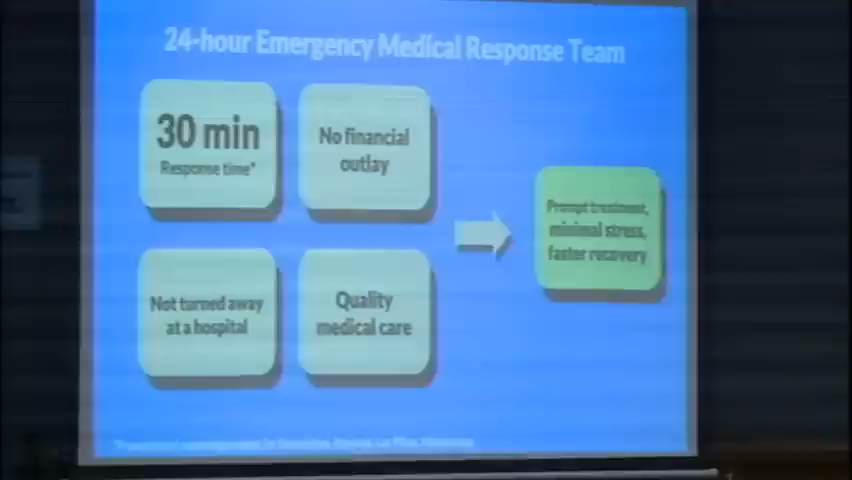 24-hour Emergency Medical Response Team
30 min
Response time*
No financial
outlay
Not turned away
at a hospital
Quality
medical care
Prompt treatment,
minimal stress,
faster recovery